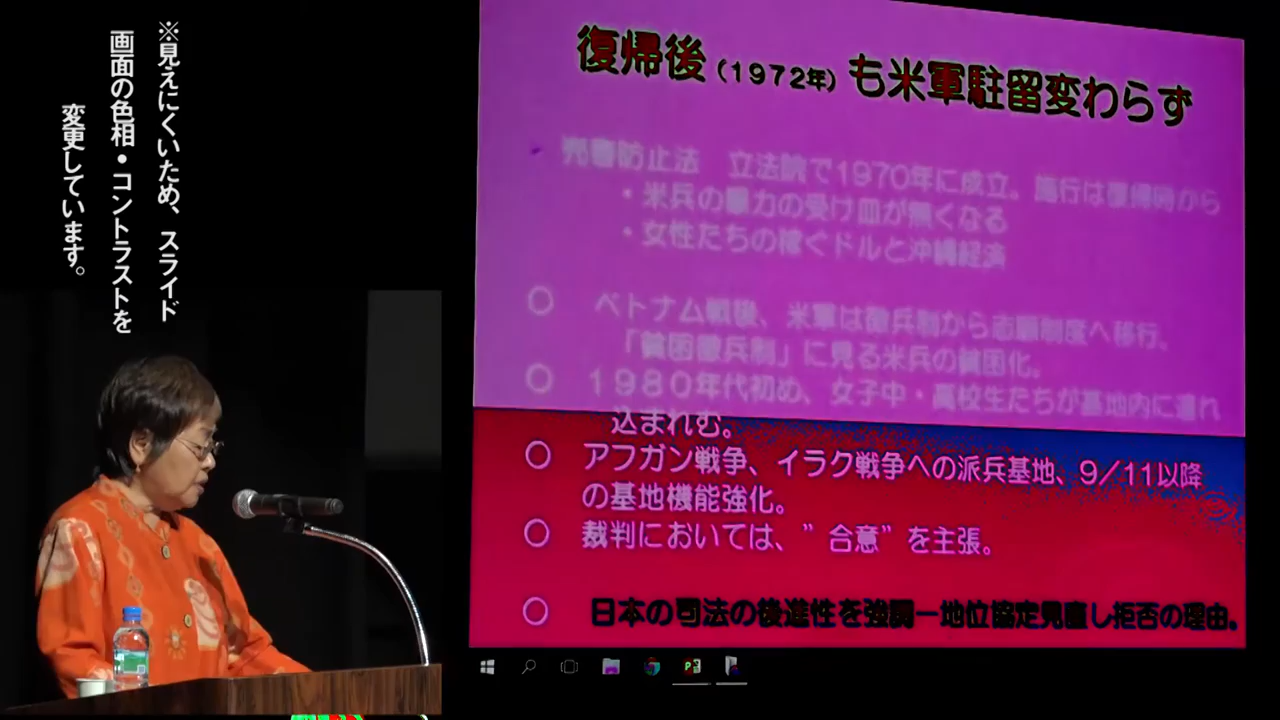 ※見えにくいため、スライド
画面の色相・コントラストを
変更しています。
復帰後（1972年）も米軍駐留変わらず
売春防止法　立法院で1970年に成立。施行は復帰時から
・米兵の暴力の受け皿が無くなる
・女性たちの稼ぐドルと沖縄経済
○　ベトナム戦後、米軍は徴兵制から志願制度へ移行。
「貧困徴兵制」に見る米兵の貧困化。
○　１９８０年代初め、女子中・高校生たちが基地内に連れ
込まれむ。
○　アフガン戦争、イラク戦争への派兵基地、9／11以降
の基地機能強化。
○　裁判においては、”合意”を主張。
○　日本の司法の後進性を強調ー地位協定見直し拒否の理由。